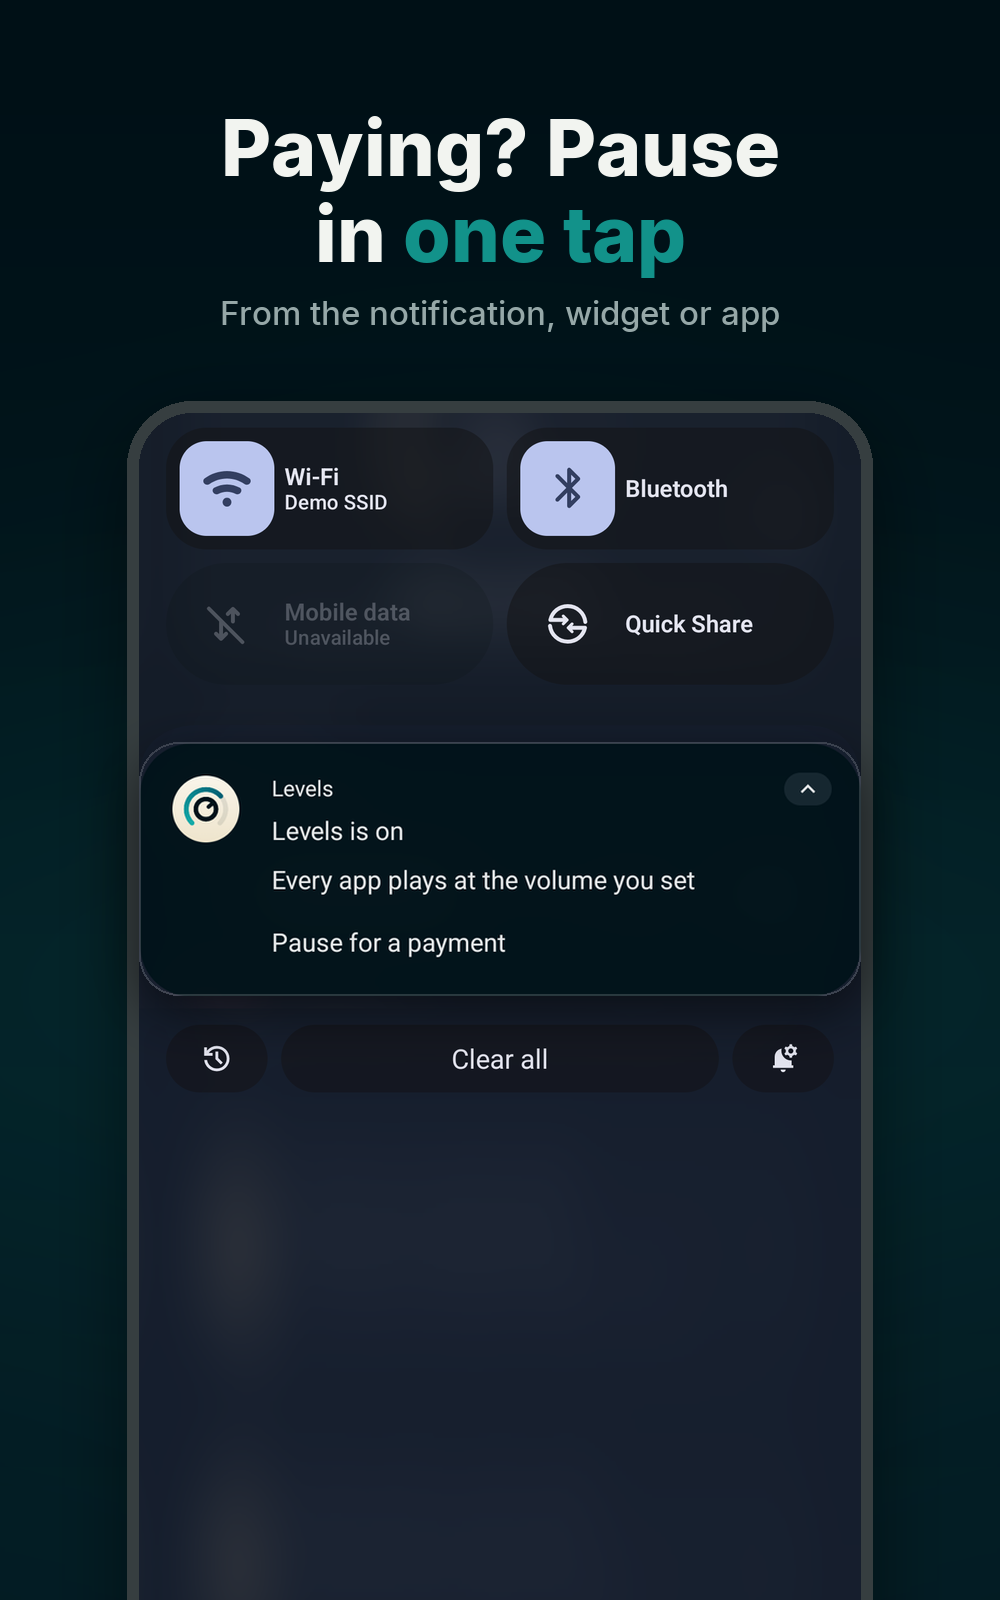 Paying? Pause
in one tap
From the notification, widget or app
Wi-Fi
Demo SSID
Bluetooth
Mobile data
Unavailable
Quick Share
Levels
Levels is on
Every app plays at the volume you set
Pause for a payment
Clear all